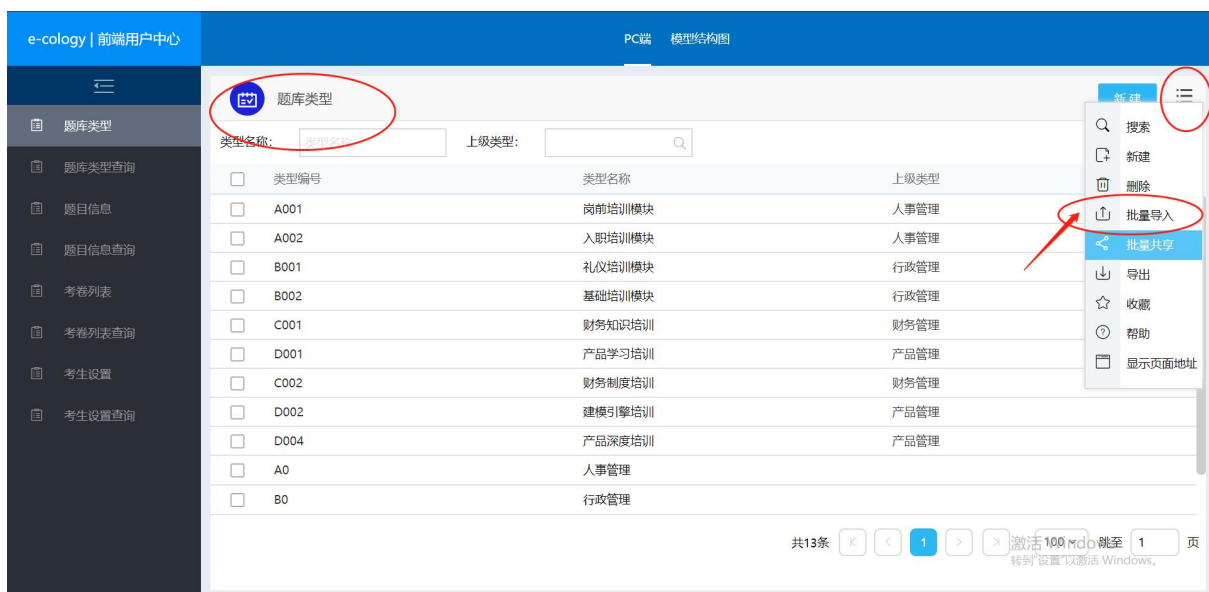 e-cology | 前端用户中心
PC端 模型结构图
题库类型
题库类型查询
题目信息
题目信息查询
考卷列表
考卷列表查询
考生设置
考生设置查询
题库类型
新建
类型名称: 类型名称 上级类型:
类型编号 类型名称 上级类型
A001 岗前培训模块 人事管理
A002 入职培训模块 人事管理
B001 礼仪培训模块 行政管理
B002 基础培训模块 行政管理
C001 财务知识培训 财务管理
D001 产品学习培训 产品管理
C002 财务制度培训 财务管理
D002 建模引擎培训 产品管理
D004 产品深度培训 产品管理
A0 人事管理
B0 行政管理
搜索
新建
删除
批量导入
批量共享
导出
收藏
帮助
显示页面地址
共13条 1 100 跳至 1 页
激活 Windows
转到"设置"以激活 Windows。